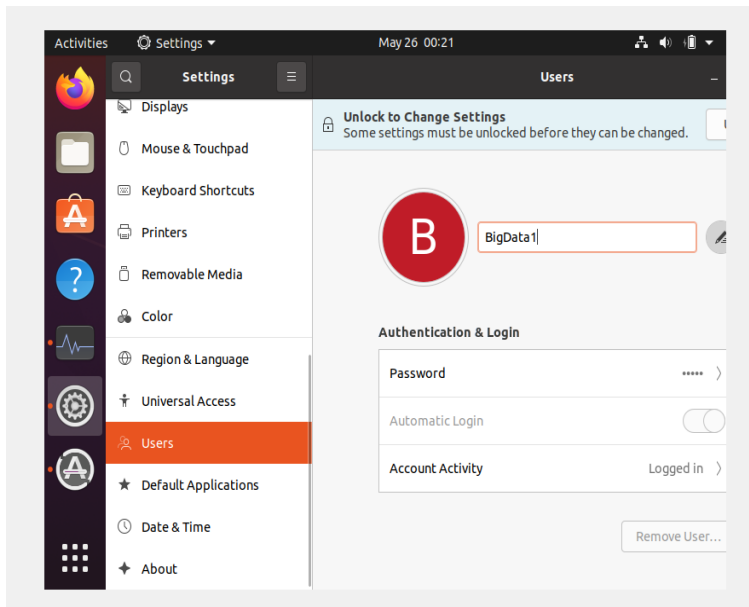 Activities
Settings
May 26 00:21
Settings
Users
Displays
Mouse & Touchpad
Keyboard Shortcuts
Printers
Removable Media
Color
Region & Language
Universal Access
Users
Default Applications
Date & Time
About
Unlock to Change Settings
Some settings must be unlocked before they can be changed.
B
BigData1
Authentication & Login
Password
•••••
Automatic Login
Account Activity
Logged in
Remove User...